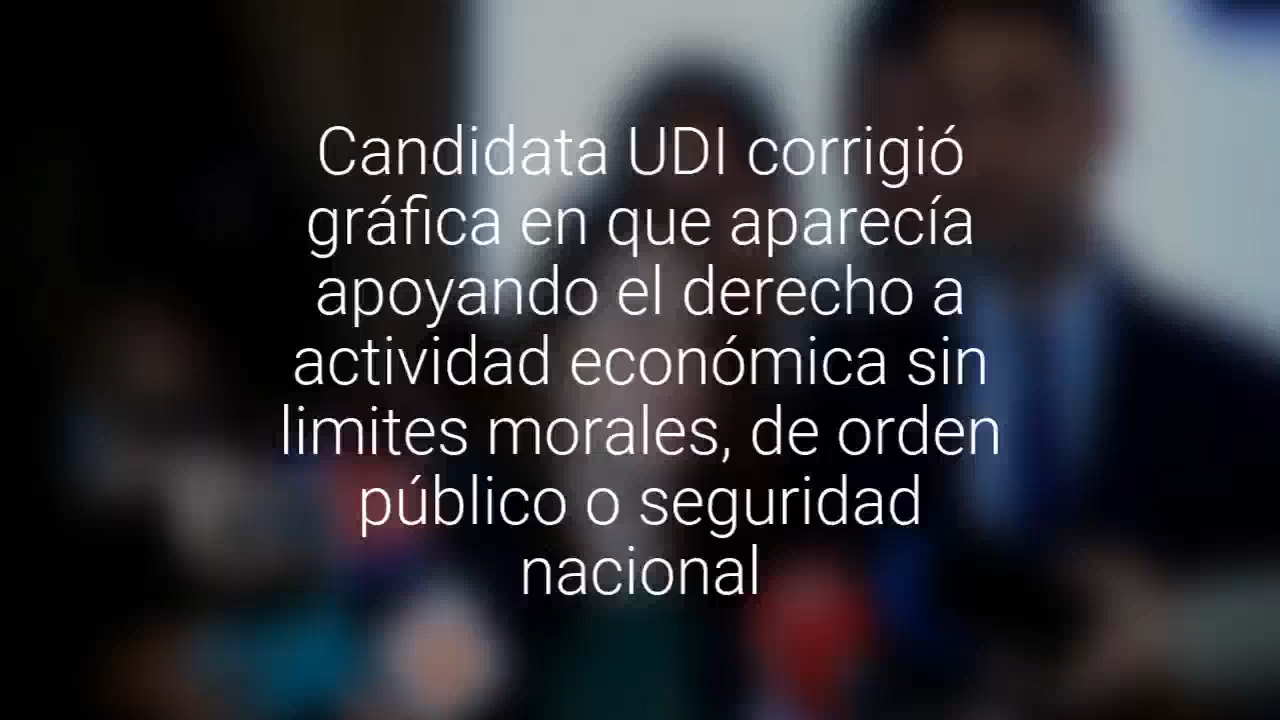 Candidata UDI corrigió
gráfica en que aparecía
apoyando el derecho a
actividad económica sin
limites morales, de orden
público o seguridad
nacional